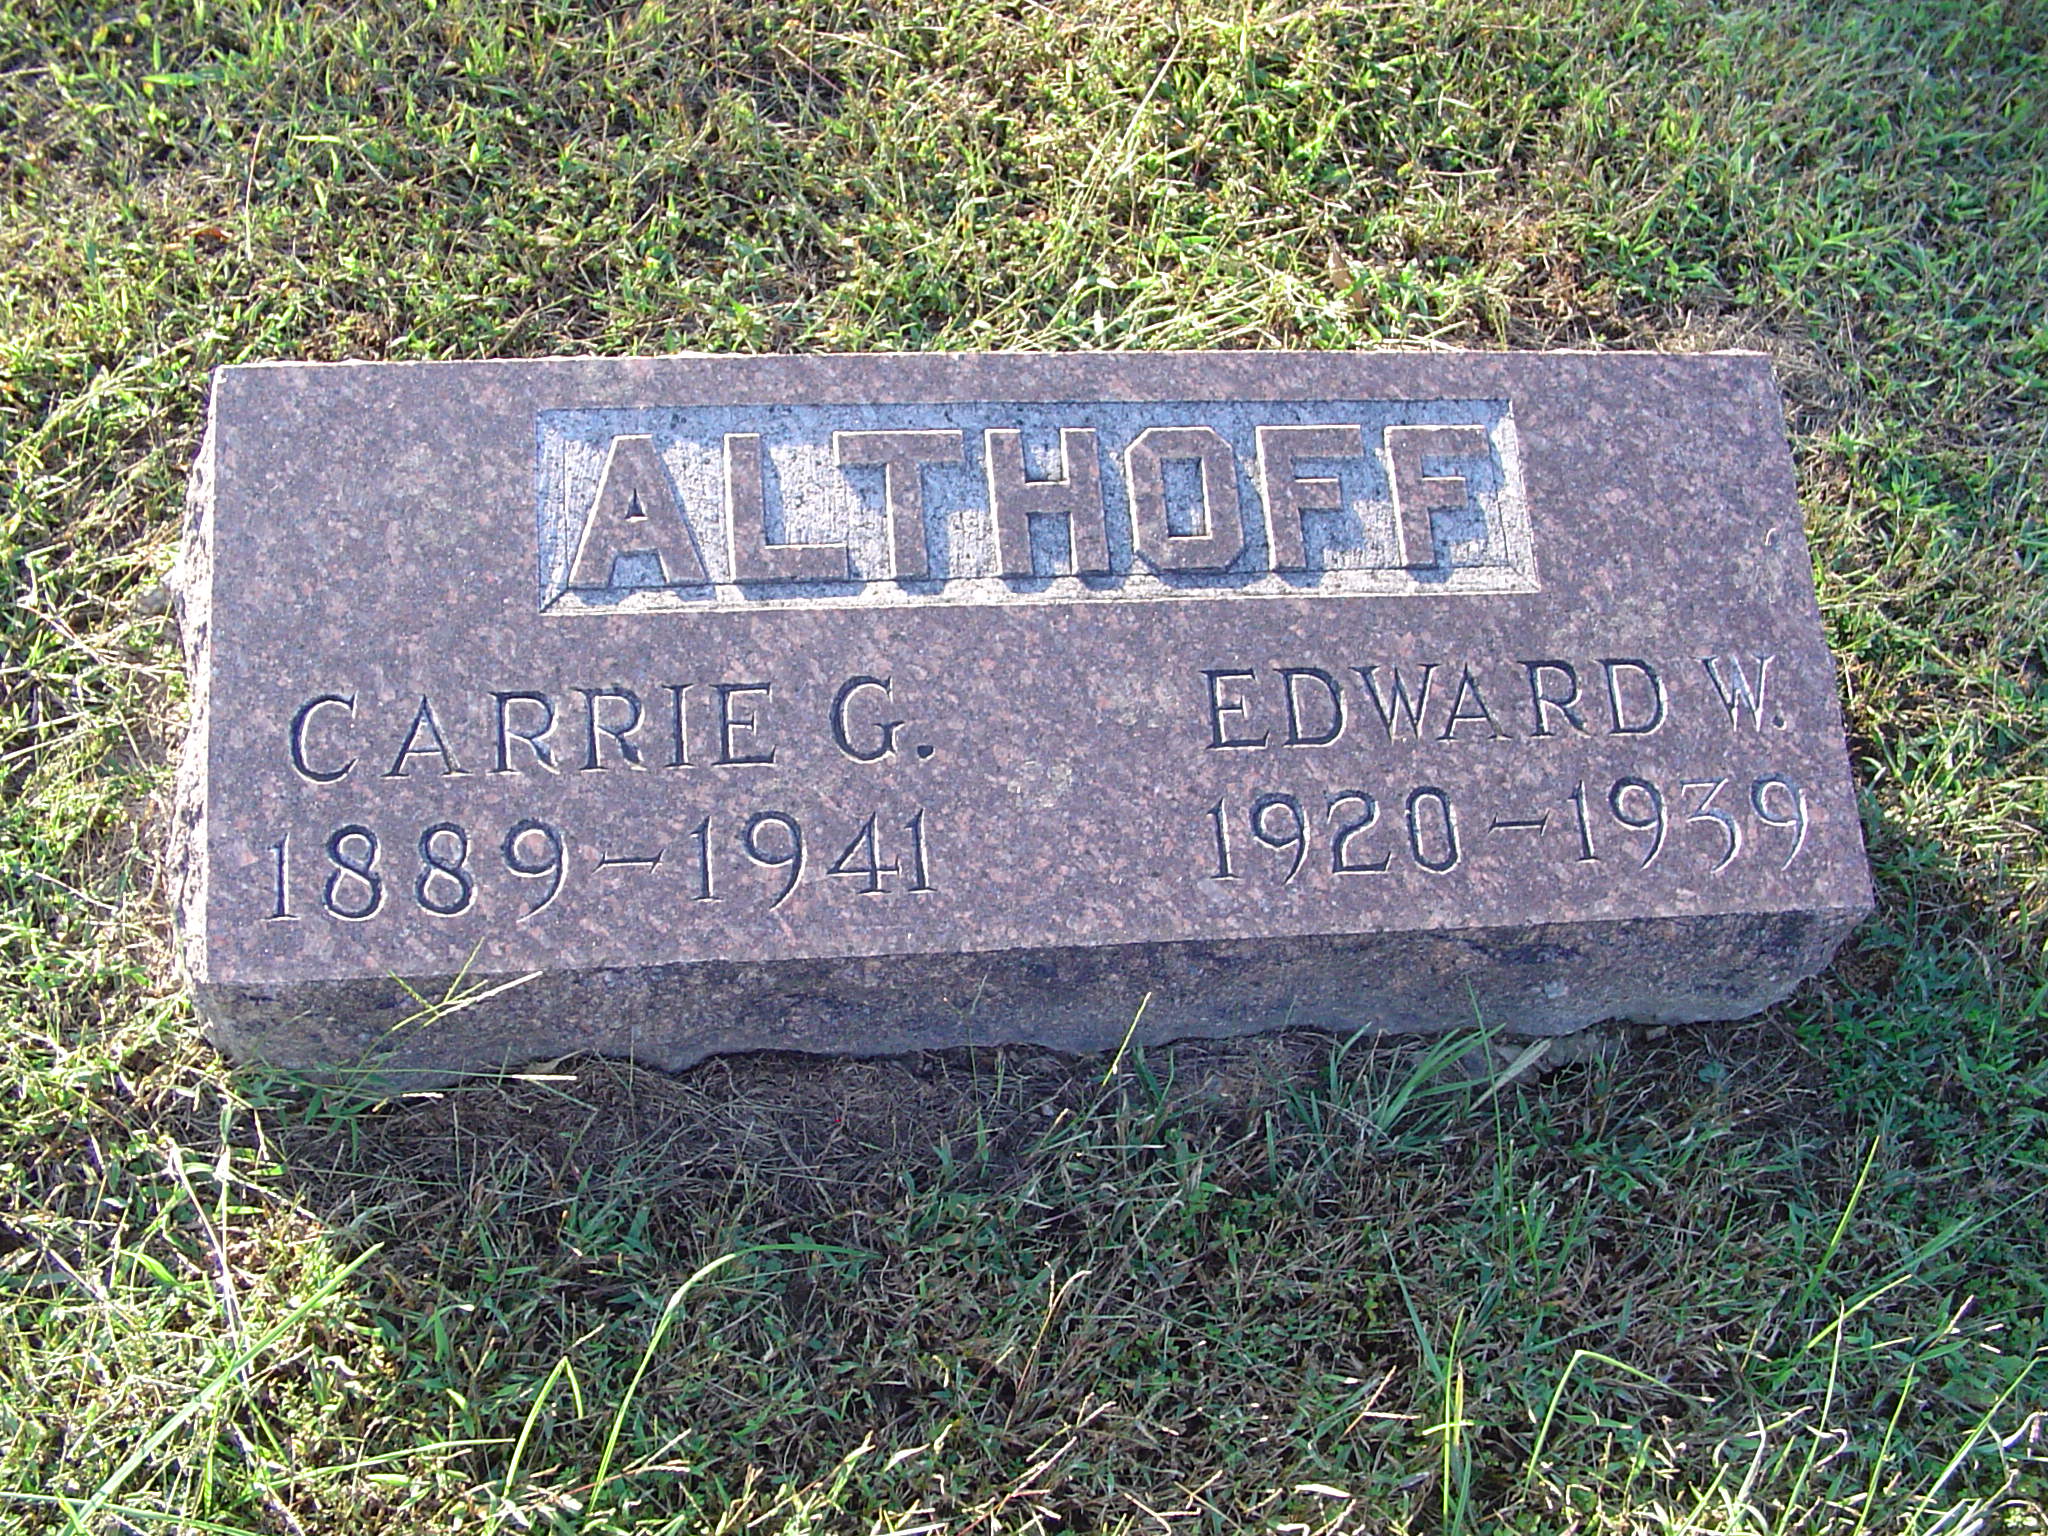 ALTHOFF
CARRIE G. EDWARD W.
1889-1941 1920-1939